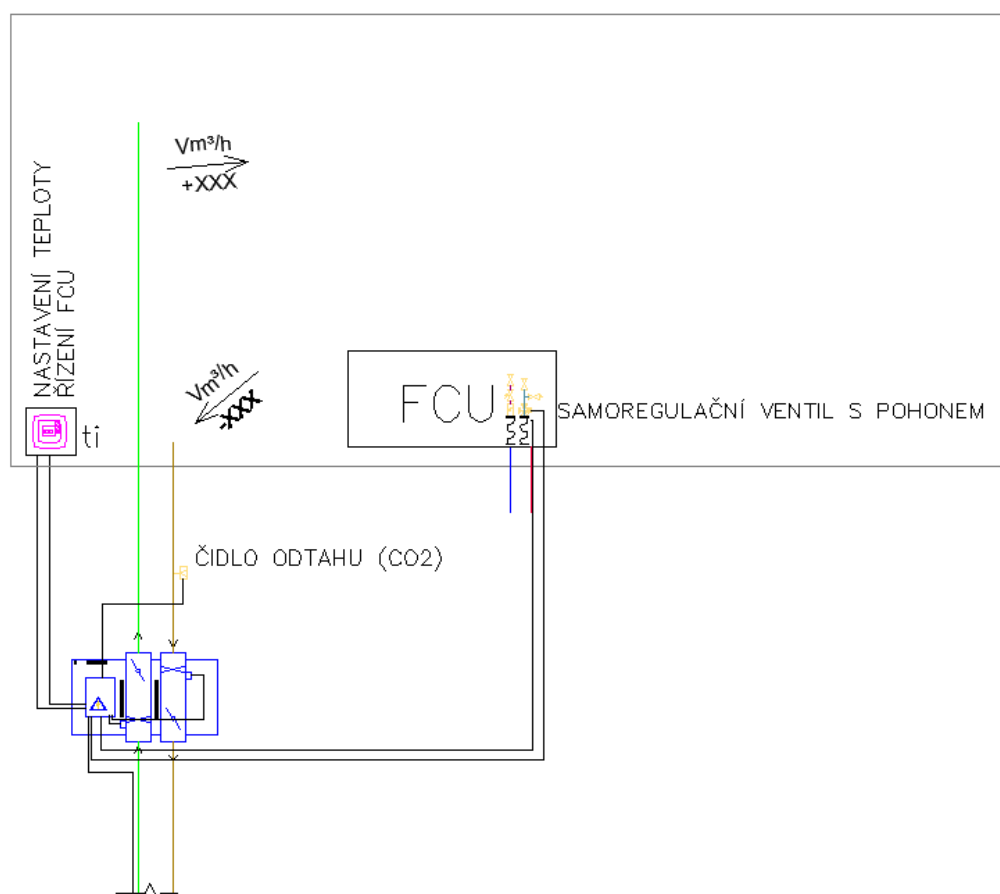 Vm³/h
+XXX
NASTAVENÍ TEPLOTY
ŘÍZENÍ FCU
Vm³/h
-XXX
FCU
SAMOREGULAČNÍ VENTIL S POHONEM
ti
ČIDLO ODTAHU (CO2)